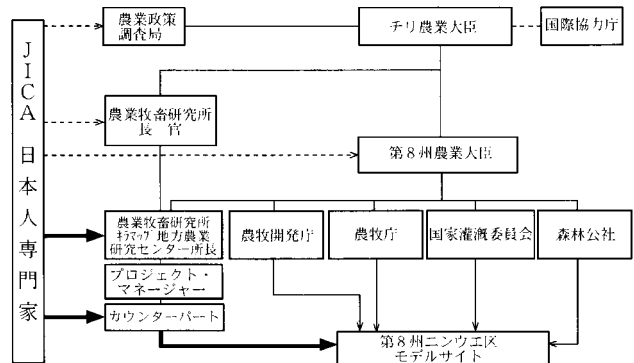 JICA日本人専門家
農業政策
調査局
チリ農業大臣
国際協力庁
農業牧畜研究所
長 官
第8州農業大臣
農業牧畜研究所
キラマップ地方農業
研究センター所長
農牧開発庁
農牧庁
国家灌漑委員会
森林公社
プロジェクト・
マネージャー
カウンターパート
第8州ニンウエ区
モデルサイト